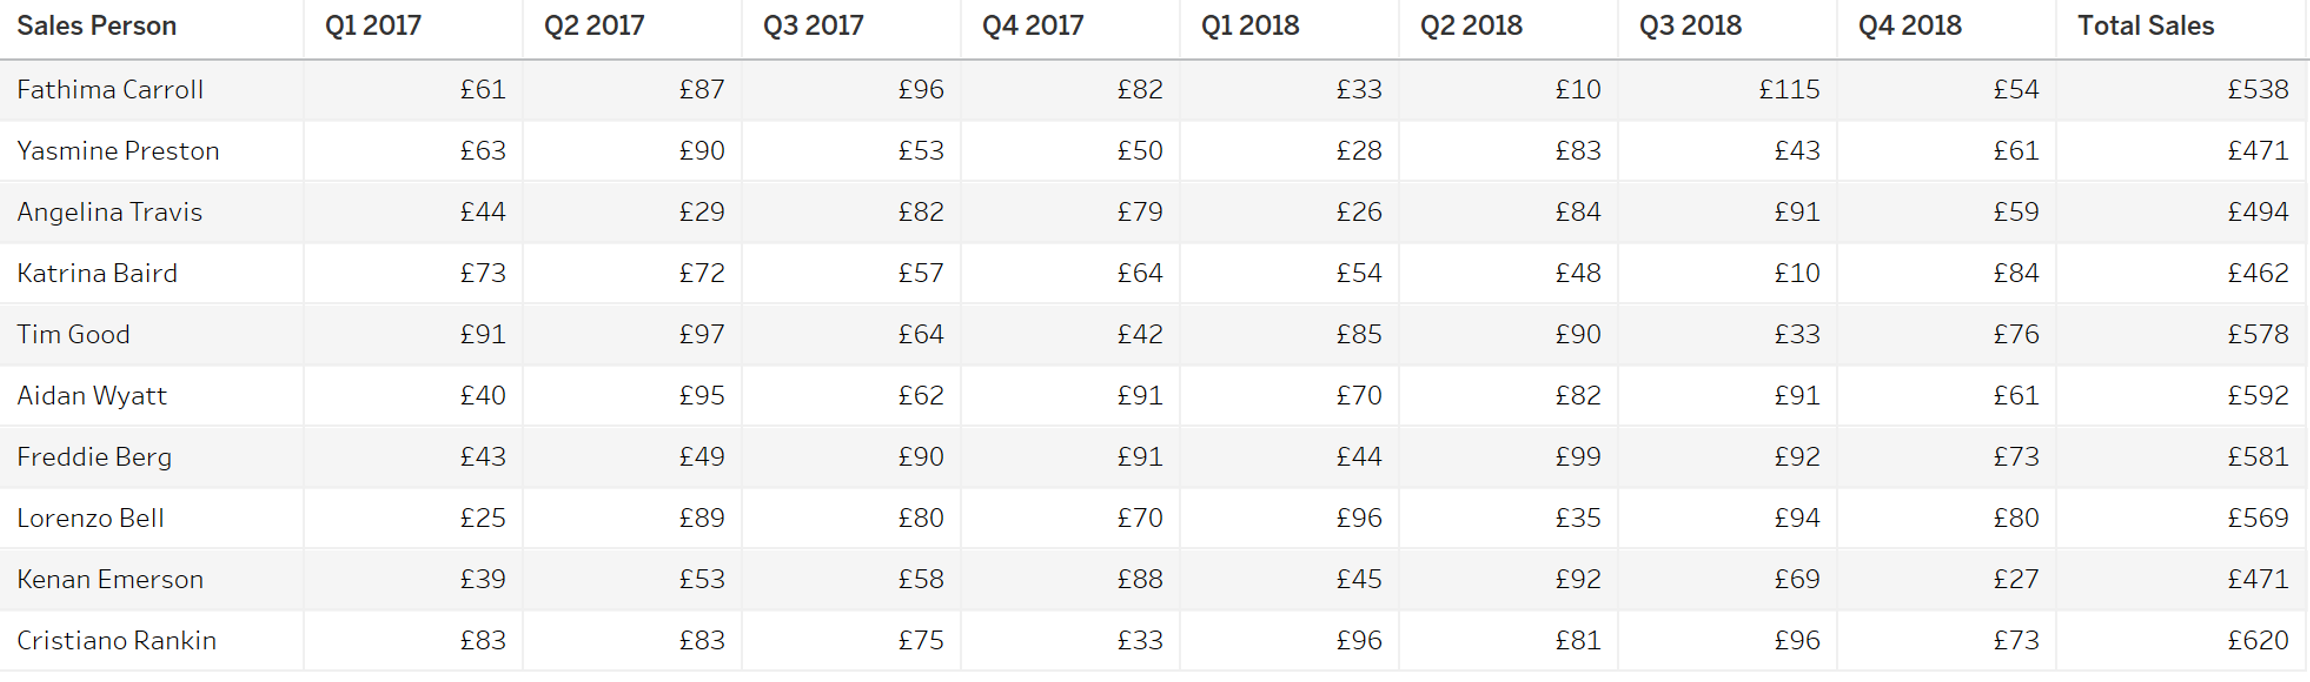 Sales Person Q1 2017 Q2 2017 Q3 2017 Q4 2017 Q1 2018 Q2 2018 Q3 2018 Q4 2018 Total Sales
Fathima Carroll £61 £87 £96 £82 £33 £10 £115 £54 £538
Yasmine Preston £63 £90 £53 £50 £28 £83 £43 £61 £471
Angelina Travis £44 £29 £82 £79 £26 £84 £91 £59 £494
Katrina Baird £73 £72 £57 £64 £54 £48 £10 £84 £462
Tim Good £91 £97 £64 £42 £85 £90 £33 £76 £578
Aidan Wyatt £40 £95 £62 £91 £70 £82 £91 £61 £592
Freddie Berg £43 £49 £90 £91 £44 £99 £92 £73 £581
Lorenzo Bell £25 £89 £80 £70 £96 £35 £94 £80 £569
Kenan Emerson £39 £53 £58 £88 £45 £92 £69 £27 £471
Cristiano Rankin £83 £83 £75 £33 £96 £81 £96 £73 £620